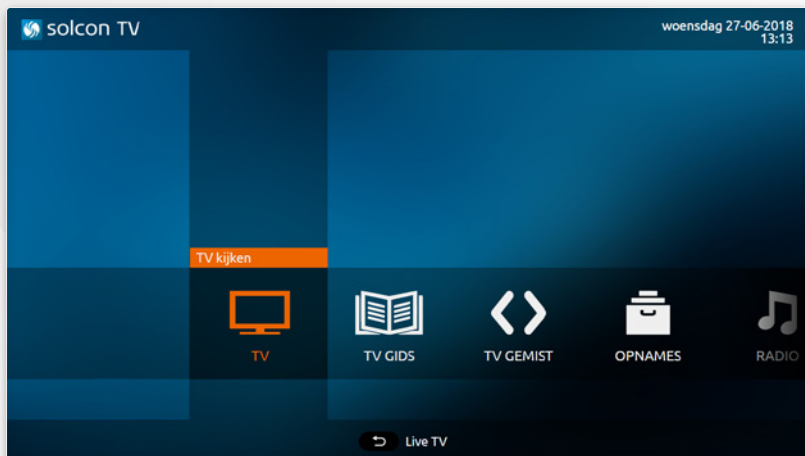 solcon TV
woensdag 27-06-2018
13:13
TV kijken
TV
TV GIDS
TV GEMIST
OPNAMES
RADIO
Live TV